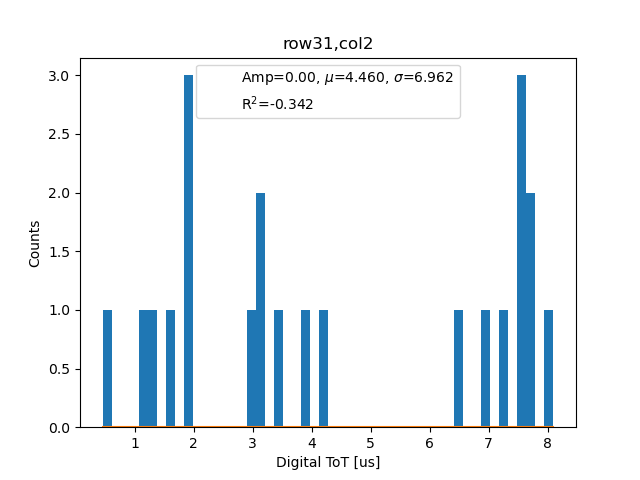 row31,col2
Amp=0.00, μ=4.460, σ=6.962
R²=-0.342
3.0
2.5
2.0
1.5
1.0
0.5
0.0
Counts
1 2 3 4 5 6 7 8
Digital ToT [us]